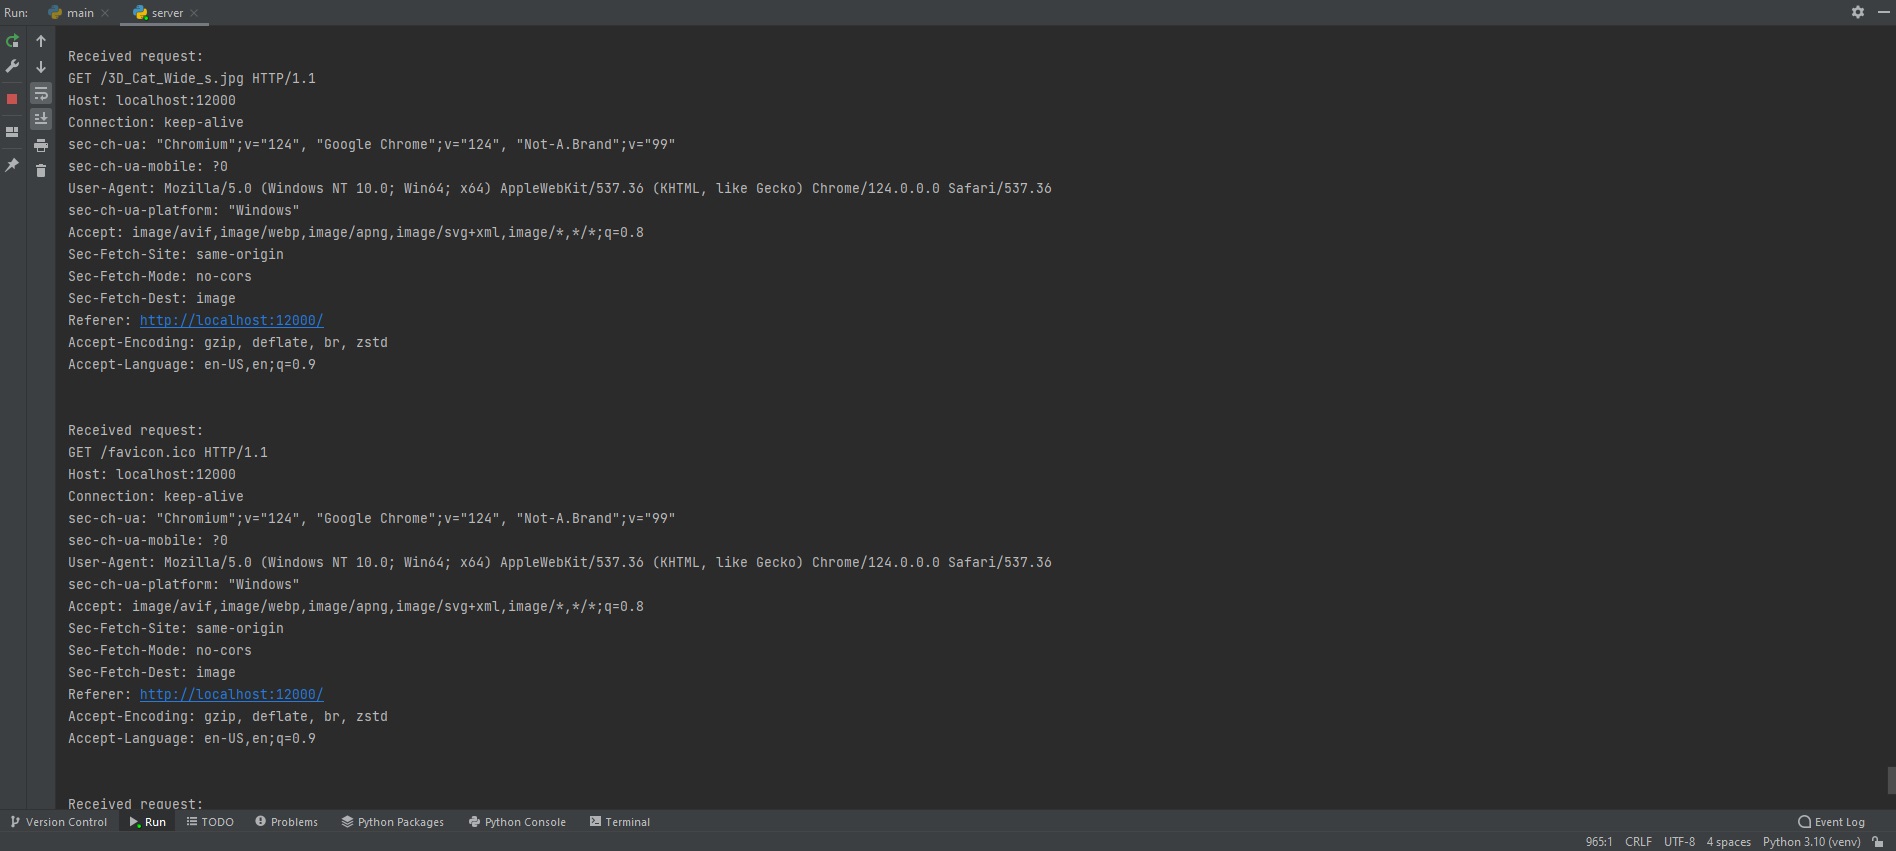 Run: main server
Received request:
GET /3D_Cat_Wide_s.jpg HTTP/1.1
Host: localhost:12000
Connection: keep-alive
sec-ch-ua: "Chromium";v="124", "Google Chrome";v="124", "Not-A.Brand";v="99"
sec-ch-ua-mobile: ?0
User-Agent: Mozilla/5.0 (Windows NT 10.0; Win64; x64) AppleWebKit/537.36 (KHTML, like Gecko) Chrome/124.0.0.0 Safari/537.36
sec-ch-ua-platform: "Windows"
Accept: image/avif,image/webp,image/apng,image/svg+xml,image/*,*/*;q=0.8
Sec-Fetch-Site: same-origin
Sec-Fetch-Mode: no-cors
Sec-Fetch-Dest: image
Referer: http://localhost:12000/
Accept-Encoding: gzip, deflate, br, zstd
Accept-Language: en-US,en;q=0.9
Received request:
GET /favicon.ico HTTP/1.1
Host: localhost:12000
Connection: keep-alive
sec-ch-ua: "Chromium";v="124", "Google Chrome";v="124", "Not-A.Brand";v="99"
sec-ch-ua-mobile: ?0
User-Agent: Mozilla/5.0 (Windows NT 10.0; Win64; x64) AppleWebKit/537.36 (KHTML, like Gecko) Chrome/124.0.0.0 Safari/537.36
sec-ch-ua-platform: "Windows"
Accept: image/avif,image/webp,image/apng,image/svg+xml,image/*,*/*;q=0.8
Sec-Fetch-Site: same-origin
Sec-Fetch-Mode: no-cors
Sec-Fetch-Dest: image
Referer: http://localhost:12000/
Accept-Encoding: gzip, deflate, br, zstd
Accept-Language: en-US,en;q=0.9
Received request:
Version Control Run TODO Problems Python Packages Python Console Terminal Event Log
965:1 CRLF UTF-8 4 spaces Python 3.10 (venv)